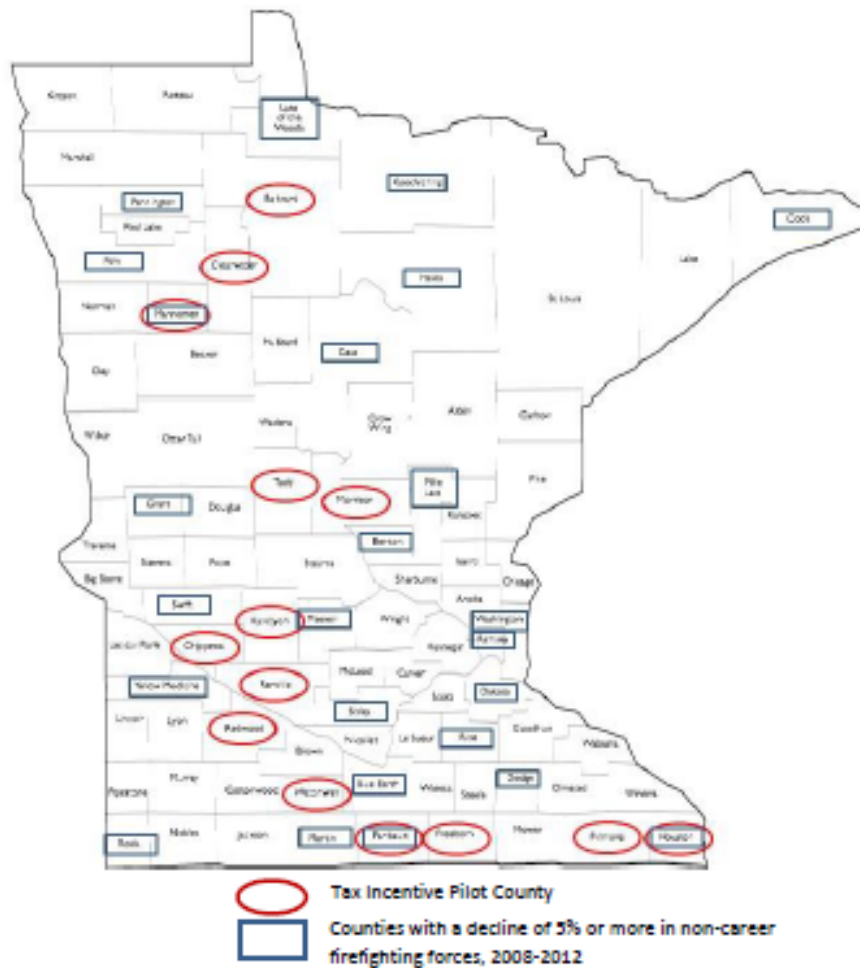 Kittson
Roseau
Lake of the Woods
Marshall
Pennington
Beltrami
Koochiching
Cook
Red Lake
Polk
Clearwater
Itasca
Lake
St. Louis
Norman
Mahnomen
Hubbard
Cass
Clay
Becker
Wadena
Crow Wing
Aitkin
Carlton
Wilkin
Otter Tail
Todd
Morrison
Mille Lacs
Pine
Grant
Douglas
Kanabec
Benton
Traverse
Stevens
Pope
Stearns
Isanti
Big Stone
Sherburne
Chisago
Anoka
Swift
Kandiyohi
Meeker
Wright
Washington
Ramsey
Hennepin
Chippewa
McLeod
Carver
Yellow Medicine
Renville
Scott
Dakota
Sibley
Lincoln
Lyon
Redwood
Nicollet
Le Sueur
Rice
Goodhue
Wabasha
Brown
Pipestone
Murray
Cottonwood
Watonwan
Blue Earth
Waseca
Steele
Dodge
Olmsted
Winona
Rock
Nobles
Jackson
Martin
Faribault
Freeborn
Mower
Fillmore
Houston
Tax Incentive Pilot County
Counties with a decline of 5% or more in non-career
firefighting forces, 2008-2012